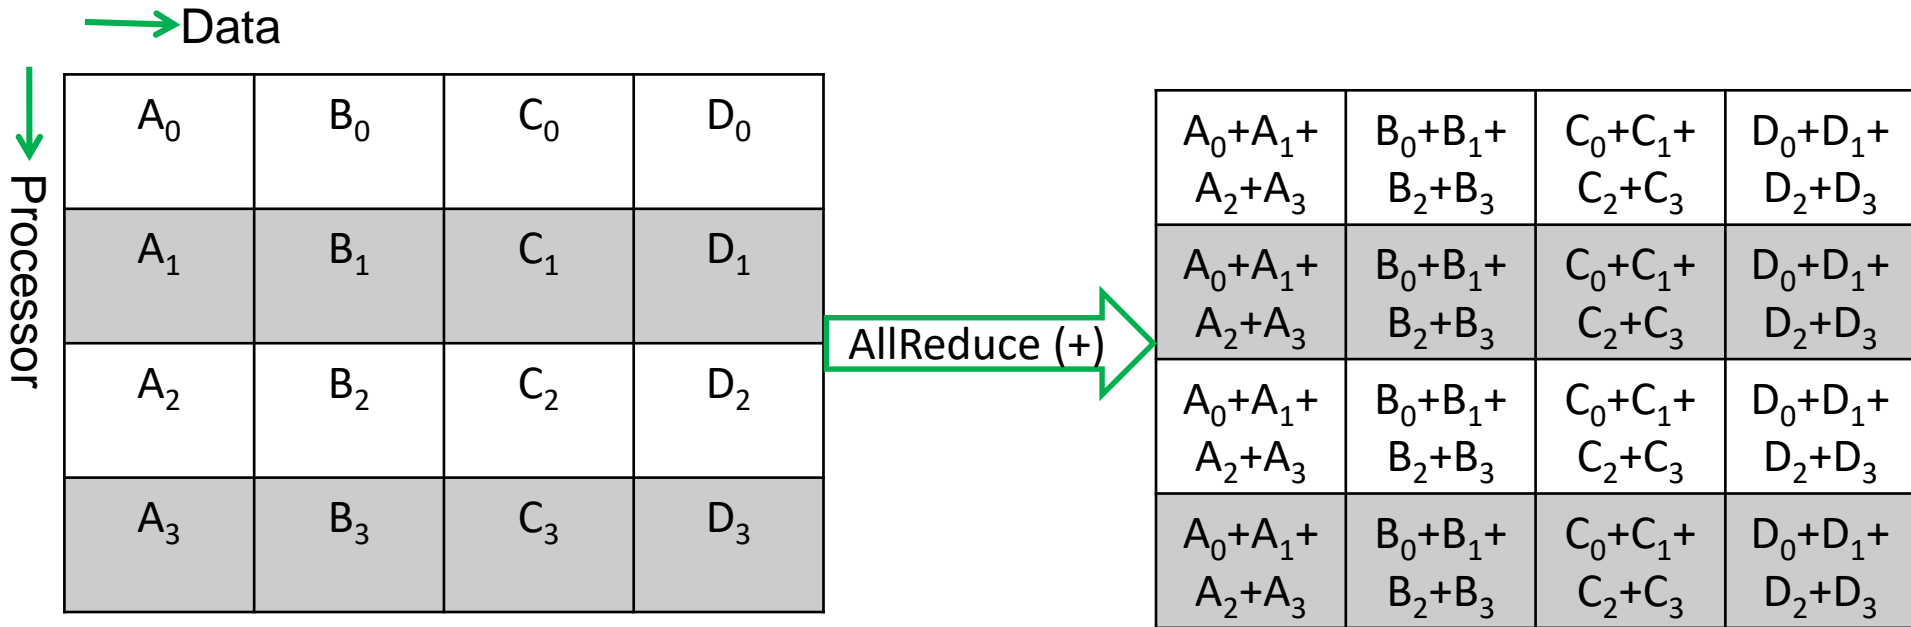 Data
Processor
A₀ B₀ C₀ D₀
A₁ B₁ C₁ D₁
A₂ B₂ C₂ D₂
A₃ B₃ C₃ D₃
AllReduce (+)
A₀+A₁+ B₀+B₁+ C₀+C₁+ D₀+D₁+
A₂+A₃ B₂+B₃ C₂+C₃ D₂+D₃
A₀+A₁+ B₀+B₁+ C₀+C₁+ D₀+D₁+
A₂+A₃ B₂+B₃ C₂+C₃ D₂+D₃
A₀+A₁+ B₀+B₁+ C₀+C₁+ D₀+D₁+
A₂+A₃ B₂+B₃ C₂+C₃ D₂+D₃
A₀+A₁+ B₀+B₁+ C₀+C₁+ D₀+D₁+
A₂+A₃ B₂+B₃ C₂+C₃ D₂+D₃